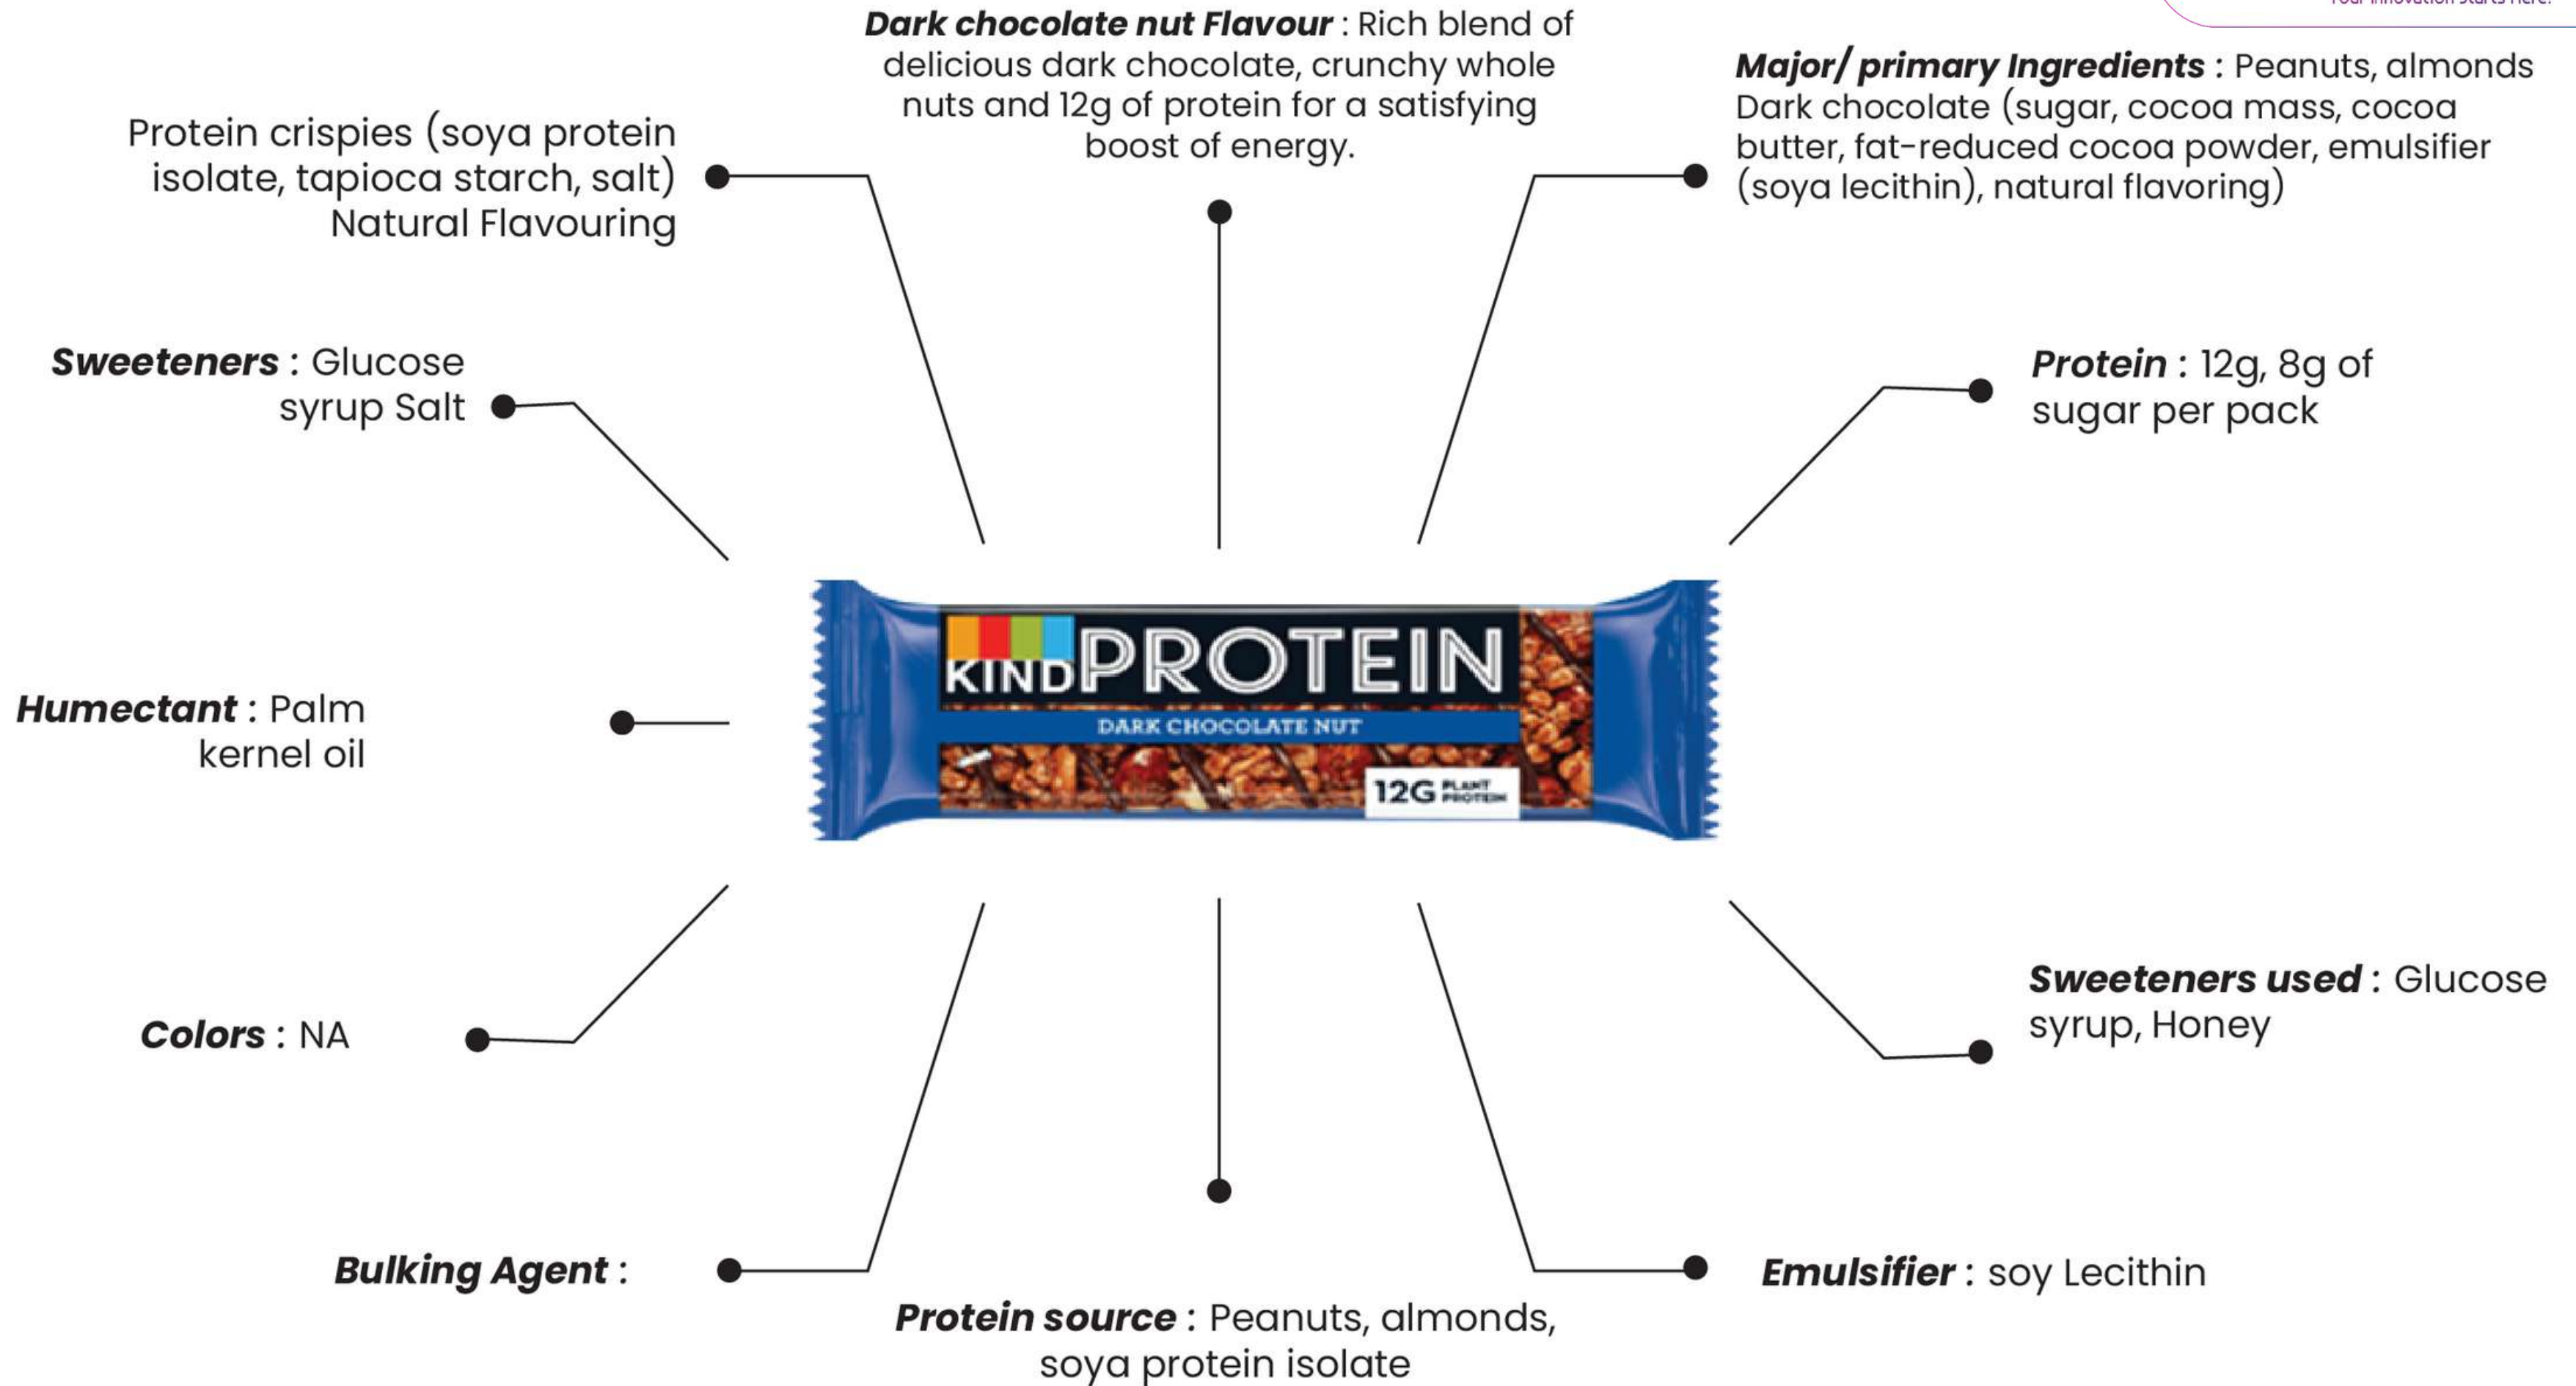 Dark chocolate nut Flavour : Rich blend of
delicious dark chocolate, crunchy whole
nuts and 12g of protein for a satisfying
boost of energy.
Major/ primary Ingredients : Peanuts, almonds
Dark chocolate (sugar, cocoa mass, cocoa
butter, fat-reduced cocoa powder, emulsifier
(soya lecithin), natural flavoring)
Protein crispies (soya protein
isolate, tapioca starch, salt)
Natural Flavouring
Sweeteners : Glucose
syrup Salt
Protein : 12g, 8g of
sugar per pack
KIND PROTEIN
DARK CHOCOLATE NUT
12G PLANT
PROTEIN
Humectant : Palm
kernel oil
Colors : NA
Sweeteners used : Glucose
syrup, Honey
Bulking Agent :
Emulsifier : soy Lecithin
Protein source : Peanuts, almonds,
soya protein isolate